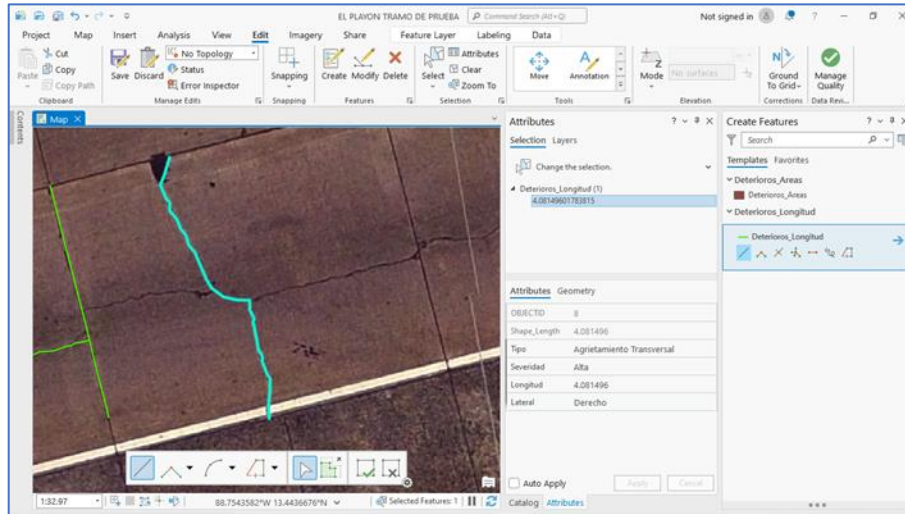 EL PLAYON TRAMO DE PRUEBA
Command Search (Alt+Q)
Not signed in
?
Project Map Insert Analysis View Edit Imagery Share Feature Layer Labeling Data
Paste
Cut
Copy
Copy Path
Clipboard
Save Discard
No Topology
Status
Error Inspector
Manage Edits
Snapping
Snapping
Create Modify Delete
Features
Select
Attributes
Clear
Zoom To
Selection
Move
Annotation
Tools
Mode
No surfaces
Elevation
Ground To Grid
Corrections
Manage Quality
Data Revi...
Contents
Map
Attributes
Selection Layers
Change the selection.
Deterioros_Longitud (1)
4.08149601783815
Attributes Geometry
OBJECTID 8
Shape_Length 4.081496
Tipo Agrietamiento Transversal
Severidad Alta
Longitud 4.081496
Lateral Derecho
Auto Apply Apply Cancel
Catalog Attributes
Create Features
Search
Templates Favorites
Deterioros_Areas
Deterioros_Areas
Deterioros_Longitud
Deterioros_Longitud
1:32.97
88.7543582°W 13.4436676°N
Selected Features: 1